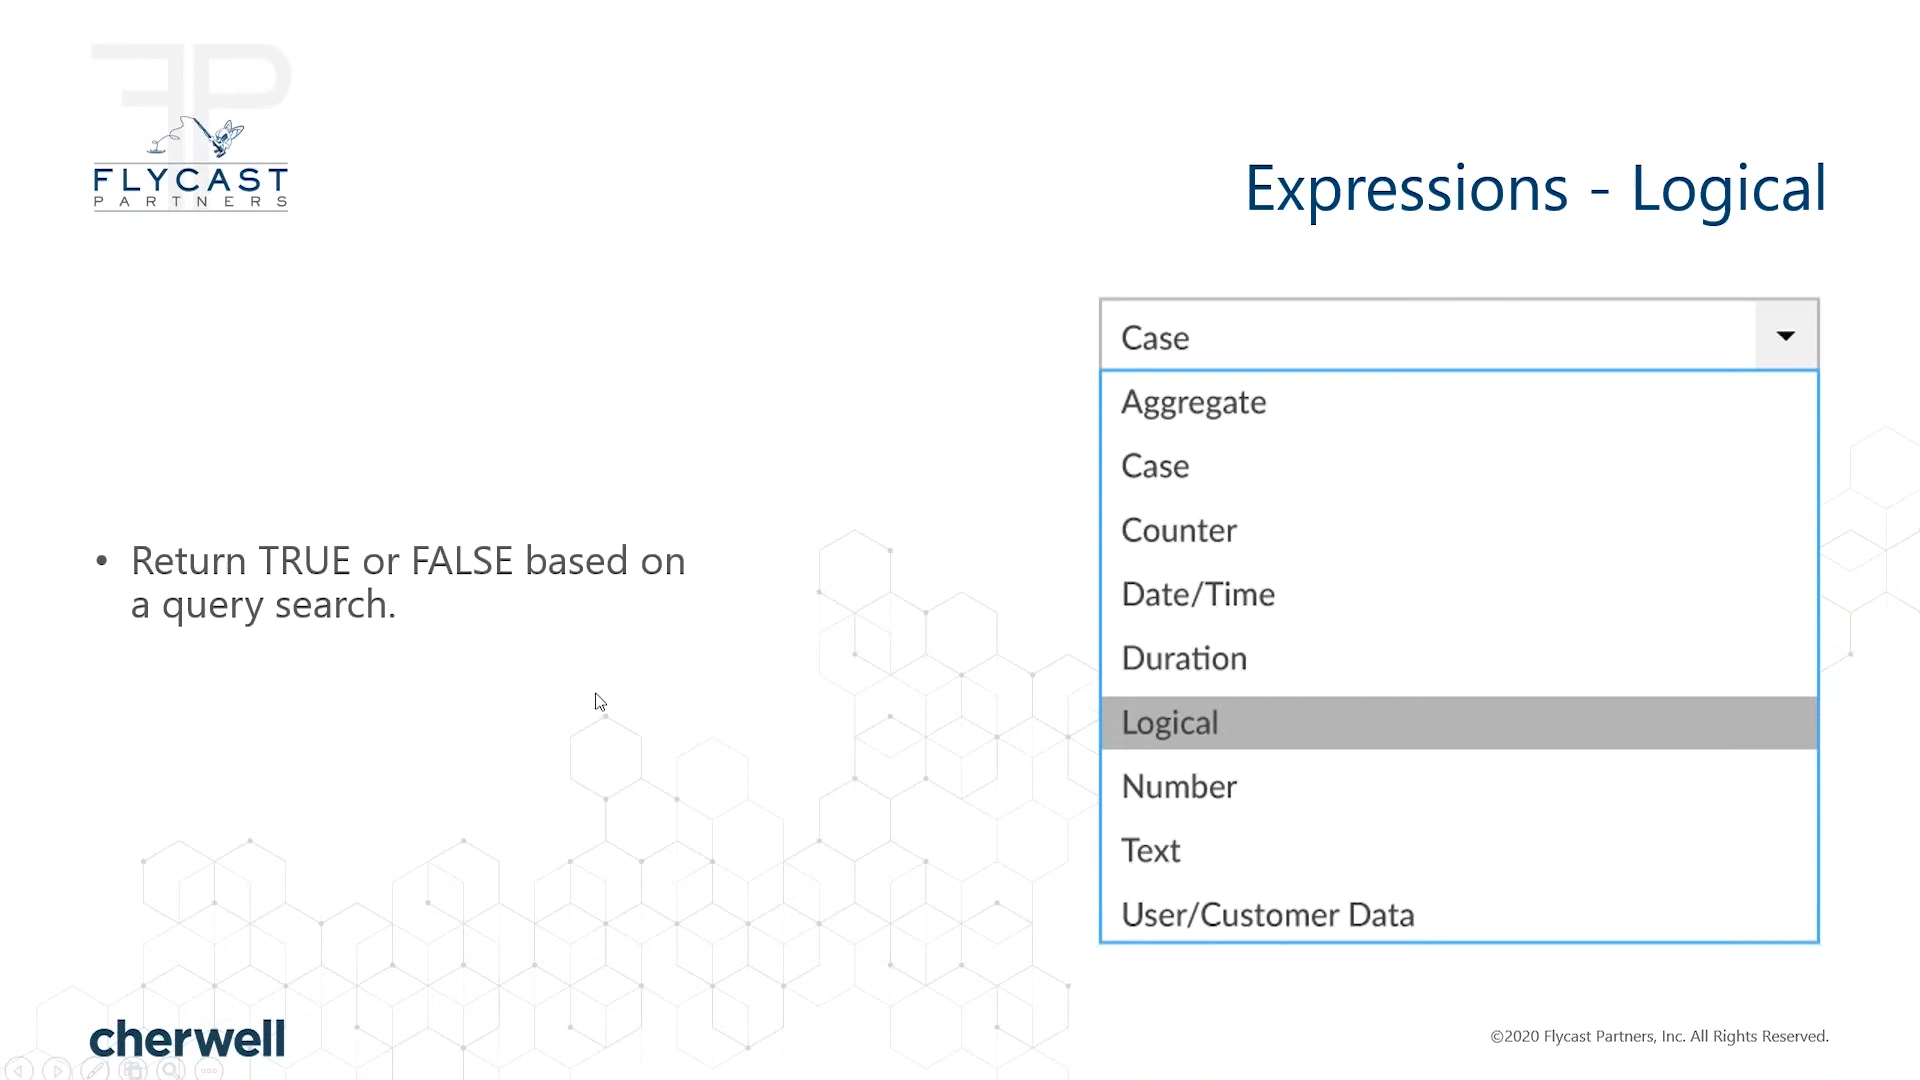 FLYCAST
PARTNERS
Expressions - Logical
• Return TRUE or FALSE based on
a query search.
Case
Aggregate
Case
Counter
Date/Time
Duration
Logical
Number
Text
User/Customer Data
cherwell
©2020 Flycast Partners, Inc. All Rights Reserved.